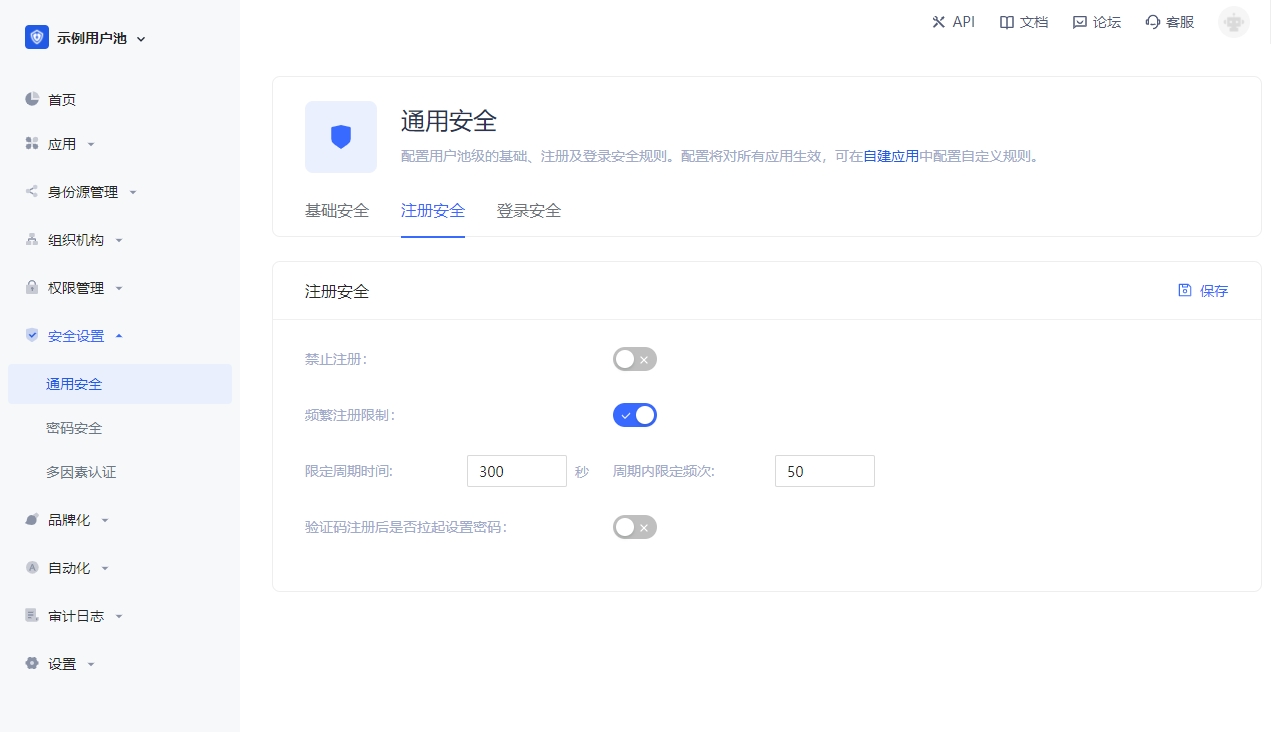 示例用户池
API
文档
论坛
客服
首页
应用
身份源管理
组织机构
权限管理
安全设置
通用安全
密码安全
多因素认证
品牌化
自动化
审计日志
设置
通用安全
配置用户池级的基础、注册及登录安全规则。配置将对所有应用生效，可在自建应用中配置自定义规则。
基础安全
注册安全
登录安全
注册安全
保存
禁止注册：
频繁注册限制：
限定周期时间: 300 秒 周期内限定频次: 50
验证码注册后是否拉起设置密码：